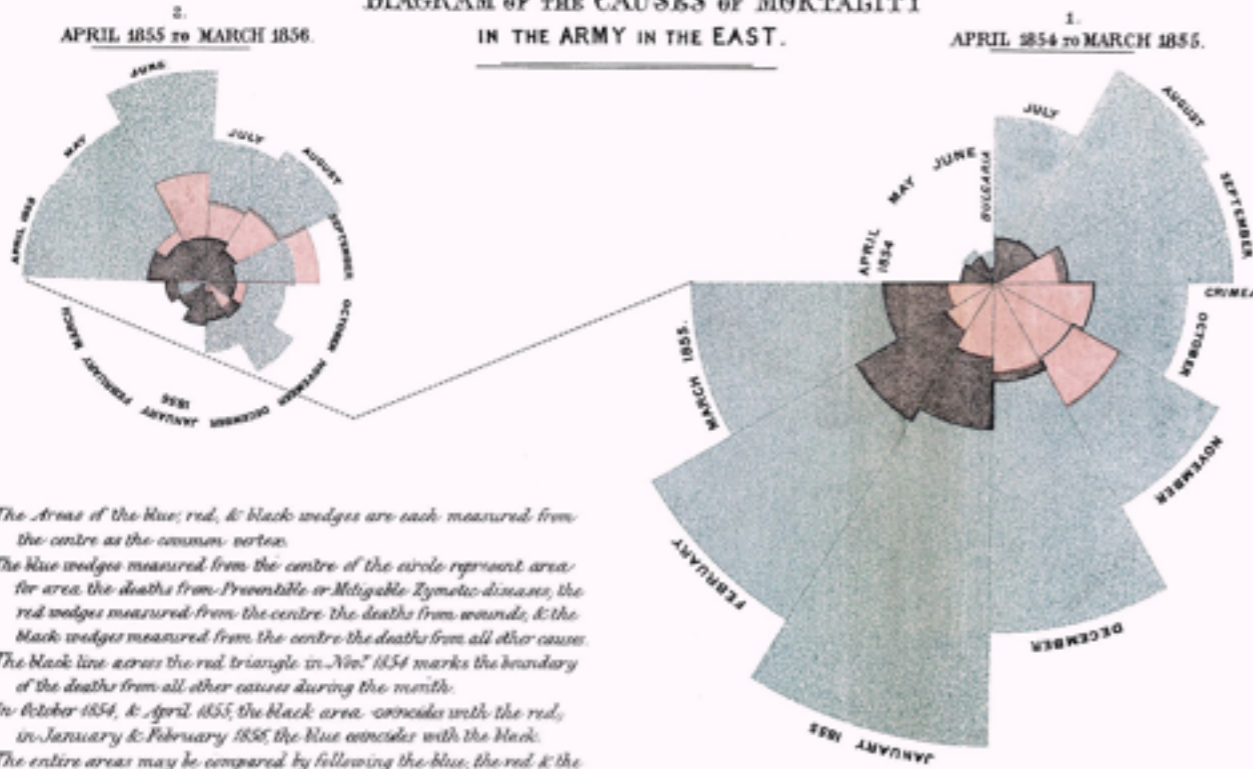 DIAGRAM OF THE CAUSES OF MORTALITY
IN THE ARMY IN THE EAST.
2.
APRIL 1855 TO MARCH 1856.
1.
APRIL 1854 TO MARCH 1855.
JUNE
MAY
JULY
AUGUST
APRIL 1855
SEPTEMBER
OCTOBER
NOVEMBER
DECEMBER
JANUARY 1856
FEBRUARY
MARCH
APRIL 1854
MAY
JUNE
BULGARIA
JULY
AUGUST
SEPTEMBER
CRIMEA
OCTOBER
NOVEMBER
DECEMBER
JANUARY 1855
FEBRUARY
MARCH 1855.
The Areas of the blue, red, & black wedges are each measured from
the centre as the common vertex.
The blue wedges measured from the centre of the circle represent area
for area the deaths from Preventible or Mitigable Zymotic diseases, the
red wedges measured from the centre the deaths from wounds, & the
black wedges measured from the centre the deaths from all other causes.
The black line across the red triangle in Novr. 1854 marks the boundary
of the deaths from all other causes during the month.
In October 1854, & April 1855, the black area coincides with the red,
in January & February 1856, the blue coincides with the black.
The entire areas may be compared by following the blue, the red & the